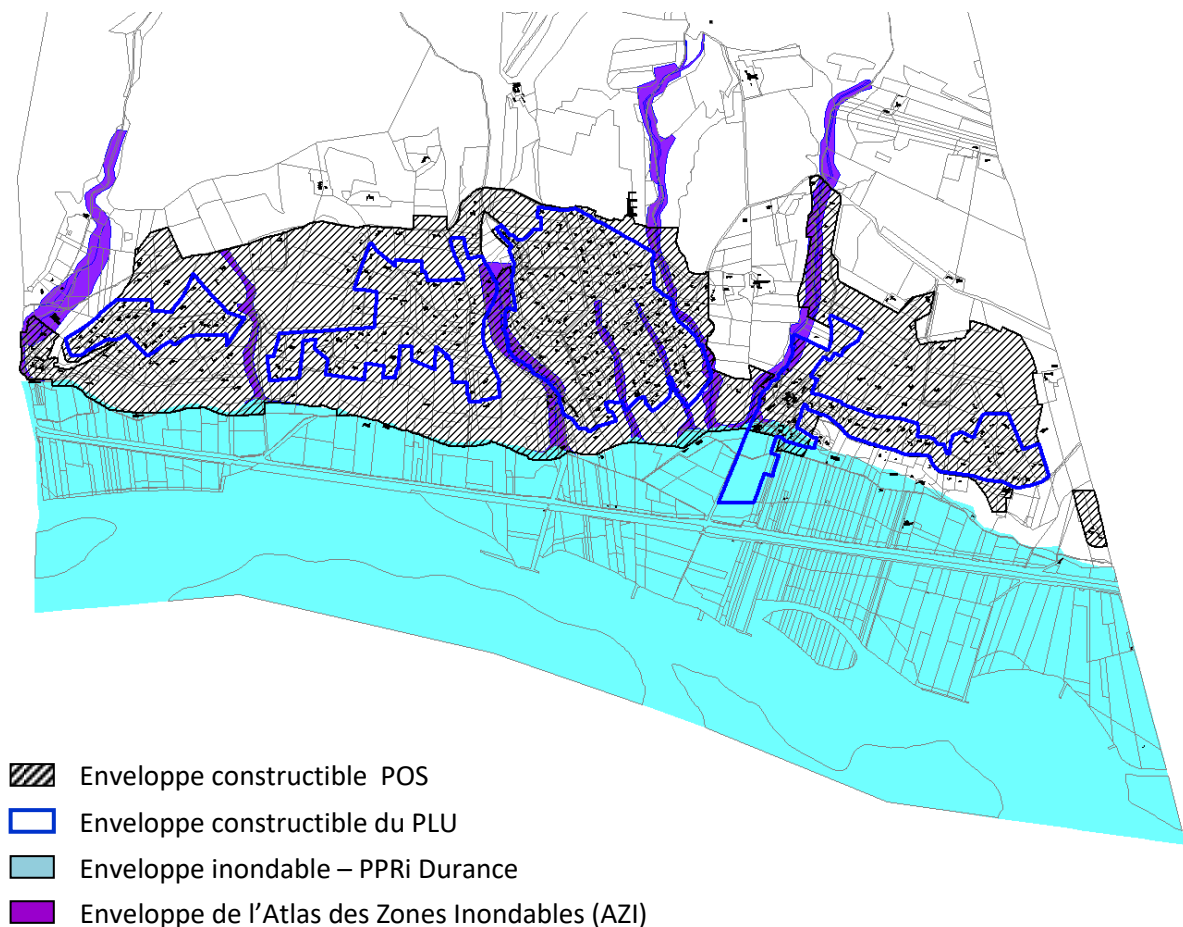 Enveloppe constructible POS
Enveloppe constructible du PLU
Enveloppe inondable – PPRi Durance
Enveloppe de l’Atlas des Zones Inondables (AZI)